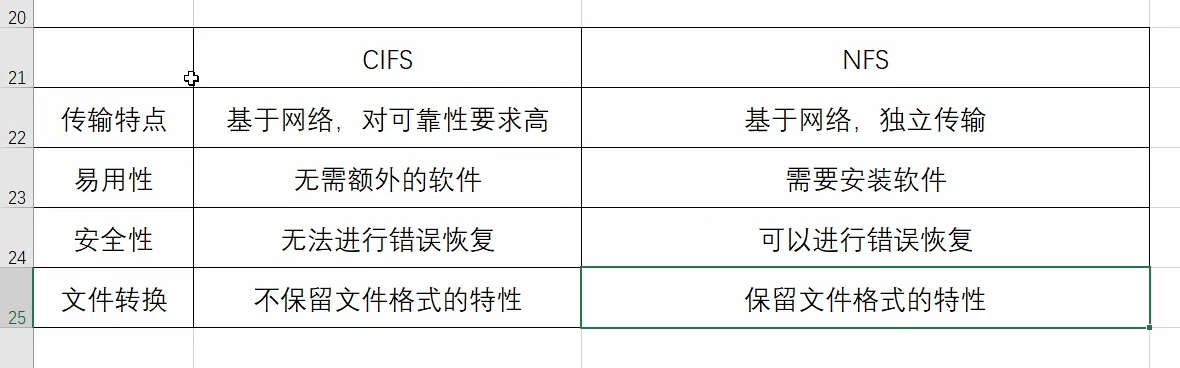 20
21 CIFS NFS
22 传输特点 基于网络，对可靠性要求高 基于网络，独立传输
23 易用性 无需额外的软件 需要安装软件
24 安全性 无法进行错误恢复 可以进行错误恢复
25 文件转换 不保留文件格式的特性 保留文件格式的特性